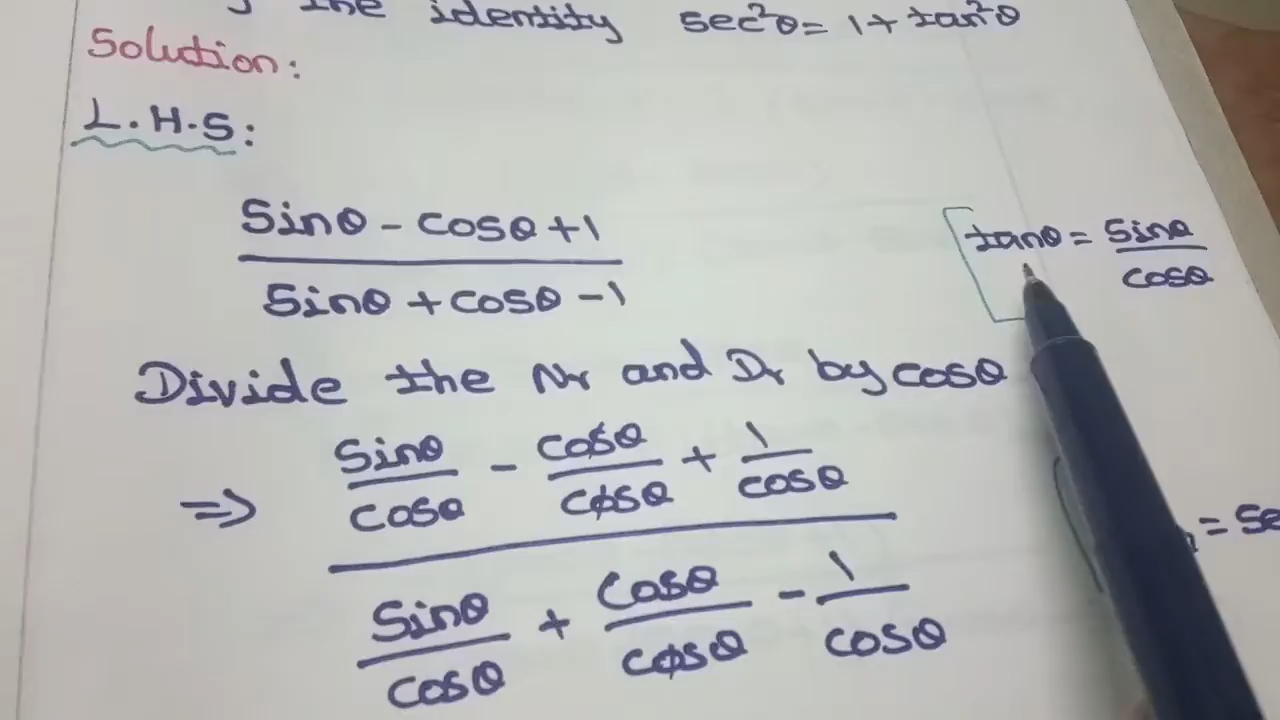 the identity sec²θ = 1 + tan²θ
Solution:
L.H.S:
Sinθ - cosθ + 1
Sinθ + cosθ - 1
tanθ = Sinθ
cosθ
Divide the Nr and Dr by cosθ
=> Sinθ/cosθ - cosθ/cosθ + 1/cosθ
Sinθ/cosθ + cosθ/cosθ - 1/cosθ